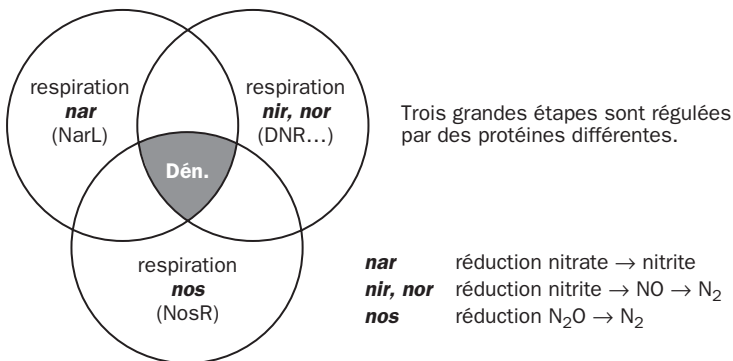 respiration
nar
(NarL)
respiration
nir, nor
(DNR...)
Trois grandes étapes sont régulées
par des protéines différentes.
Dén.
respiration
nos
(NosR)
nar réduction nitrate → nitrite
nir, nor réduction nitrite → NO → N₂
nos réduction N₂O → N₂